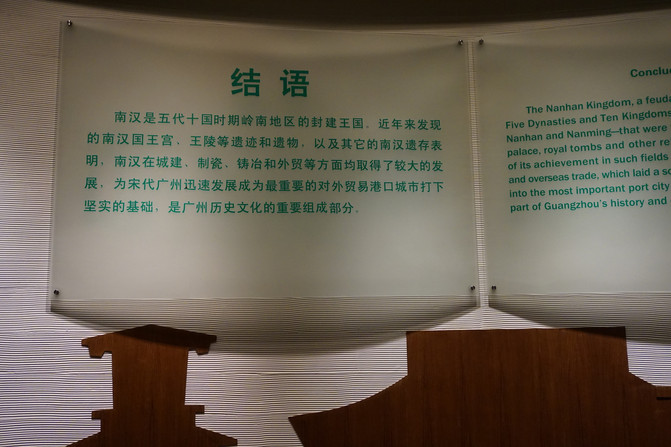 结语
南汉是五代十国时期岭南地区的封建王国。近年来发现
的南汉国王宫、王陵等遗迹和遗物，以及其它的南汉遗存表
明，南汉在城建、制瓷、铸冶和外贸等方面均取得了较大的发
展，为宋代广州迅速发展成为最重要的对外贸易港口城市打下
坚实的基础，是广州历史文化的重要组成部分。
The Nanhan Kingdom, a feuda
Five Dynasties and Ten Kingdoms
Nanhan and Nanming—that were
palace, royal tombs and other re
of its achievement in such fields
and overseas trade, which laid a so
into the most important port city
part of Guangzhou's history and